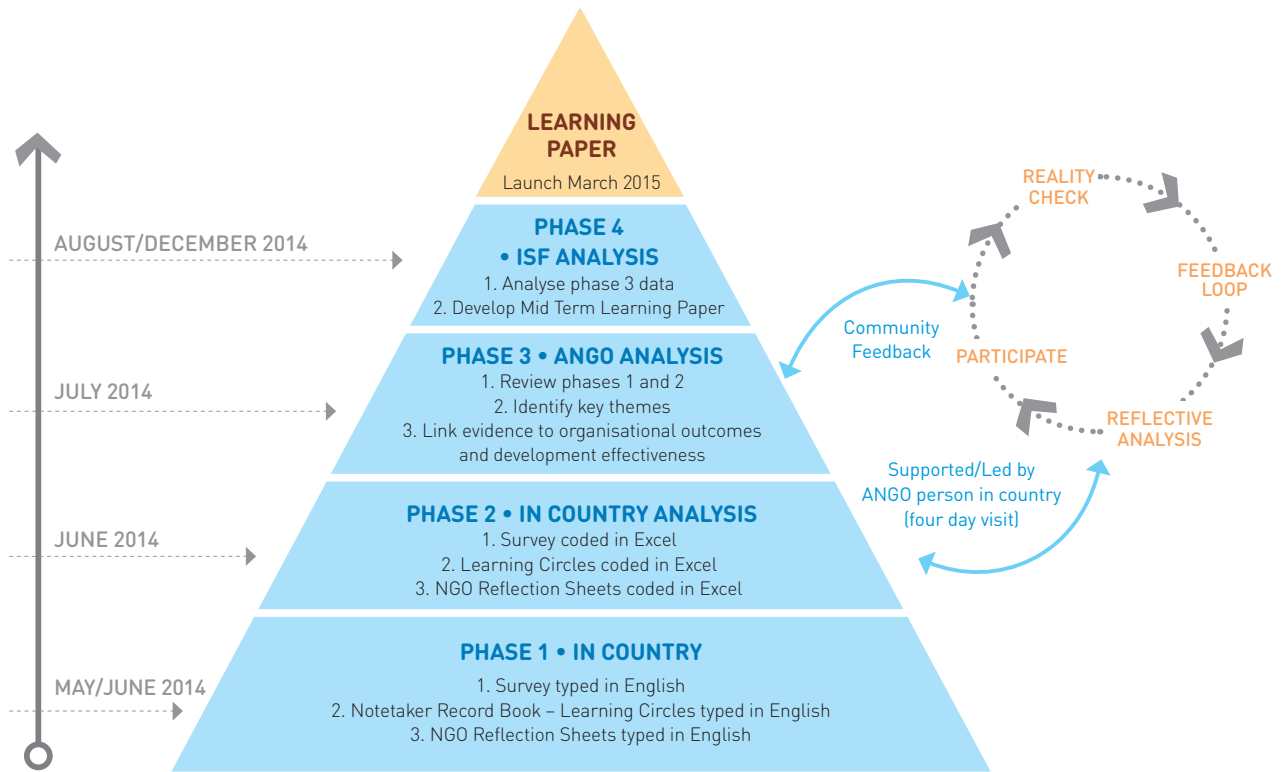 LEARNING
PAPER
Launch March 2015
AUGUST/DECEMBER 2014
PHASE 4
• ISF ANALYSIS
1. Analyse phase 3 data
2. Develop Mid Term Learning Paper
JULY 2014
PHASE 3 • ANGO ANALYSIS
1. Review phases 1 and 2
2. Identify key themes
3. Link evidence to organisational outcomes
and development effectiveness
JUNE 2014
PHASE 2 • IN COUNTRY ANALYSIS
1. Survey coded in Excel
2. Learning Circles coded in Excel
3. NGO Reflection Sheets coded in Excel
MAY/JUNE 2014
PHASE 1 • IN COUNTRY
1. Survey typed in English
2. Notetaker Record Book – Learning Circles typed in English
3. NGO Reflection Sheets typed in English
Community
Feedback
Supported/Led by
ANGO person in country
(four day visit)
REALITY
CHECK
FEEDBACK
LOOP
REFLECTIVE
ANALYSIS
PARTICIPATE